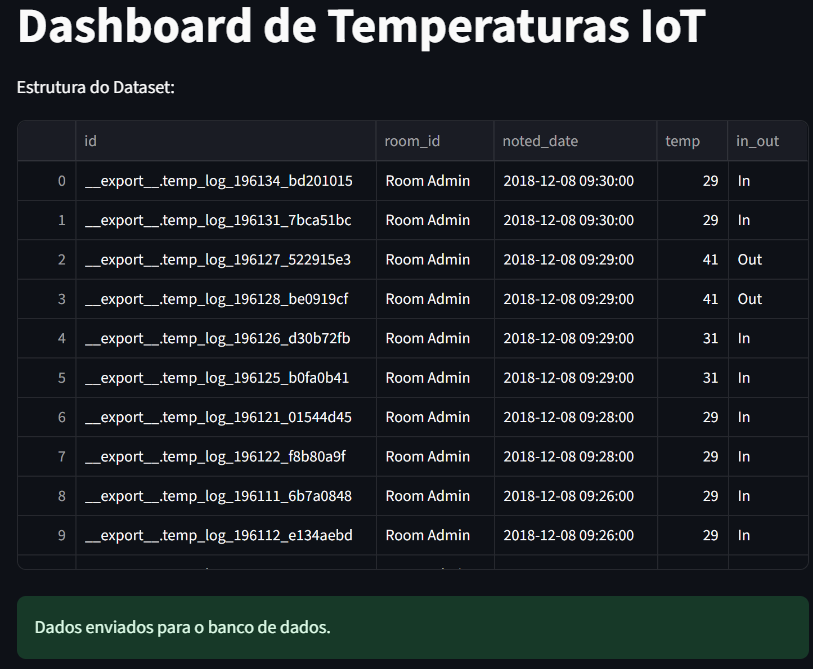 Dashboard de Temperaturas IoT
Estrutura do Dataset:
id room_id noted_date temp in_out
0 __export__.temp_log_196134_bd201015 Room Admin 2018-12-08 09:30:00 29 In
1 __export__.temp_log_196131_7bca51bc Room Admin 2018-12-08 09:30:00 29 In
2 __export__.temp_log_196127_522915e3 Room Admin 2018-12-08 09:29:00 41 Out
3 __export__.temp_log_196128_be0919cf Room Admin 2018-12-08 09:29:00 41 Out
4 __export__.temp_log_196126_d30b72fb Room Admin 2018-12-08 09:29:00 31 In
5 __export__.temp_log_196125_b0fa0b41 Room Admin 2018-12-08 09:29:00 31 In
6 __export__.temp_log_196121_01544d45 Room Admin 2018-12-08 09:28:00 29 In
7 __export__.temp_log_196122_f8b80a9f Room Admin 2018-12-08 09:28:00 29 In
8 __export__.temp_log_196111_6b7a0848 Room Admin 2018-12-08 09:26:00 29 In
9 __export__.temp_log_196112_e134aebd Room Admin 2018-12-08 09:26:00 29 In
Dados enviados para o banco de dados.